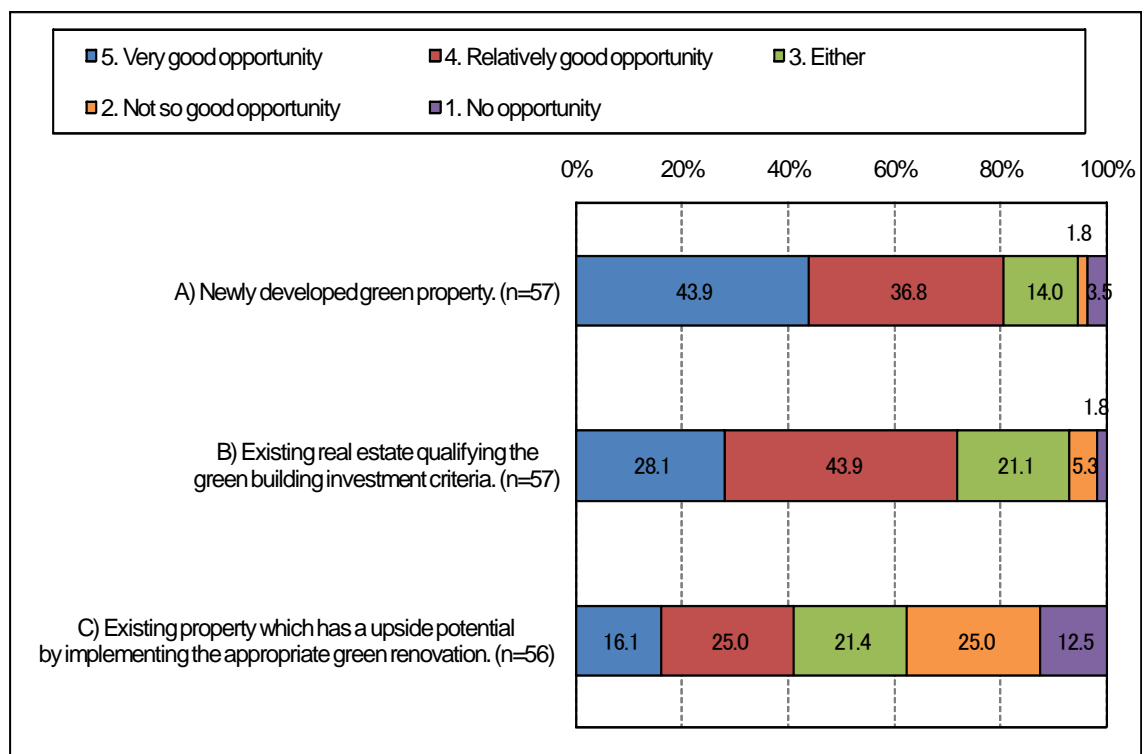 5. Very good opportunity
4. Relatively good opportunity
3. Either
2. Not so good opportunity
1. No opportunity
0% 20% 40% 60% 80% 100%
1.8
A) Newly developed green property. (n=57)
43.9 36.8 14.0 3.5
1.8
B) Existing real estate qualifying the
green building investment criteria. (n=57)
28.1 43.9 21.1 5.3
C) Existing property which has a upside potential
by implementing the appropriate green renovation. (n=56)
16.1 25.0 21.4 25.0 12.5